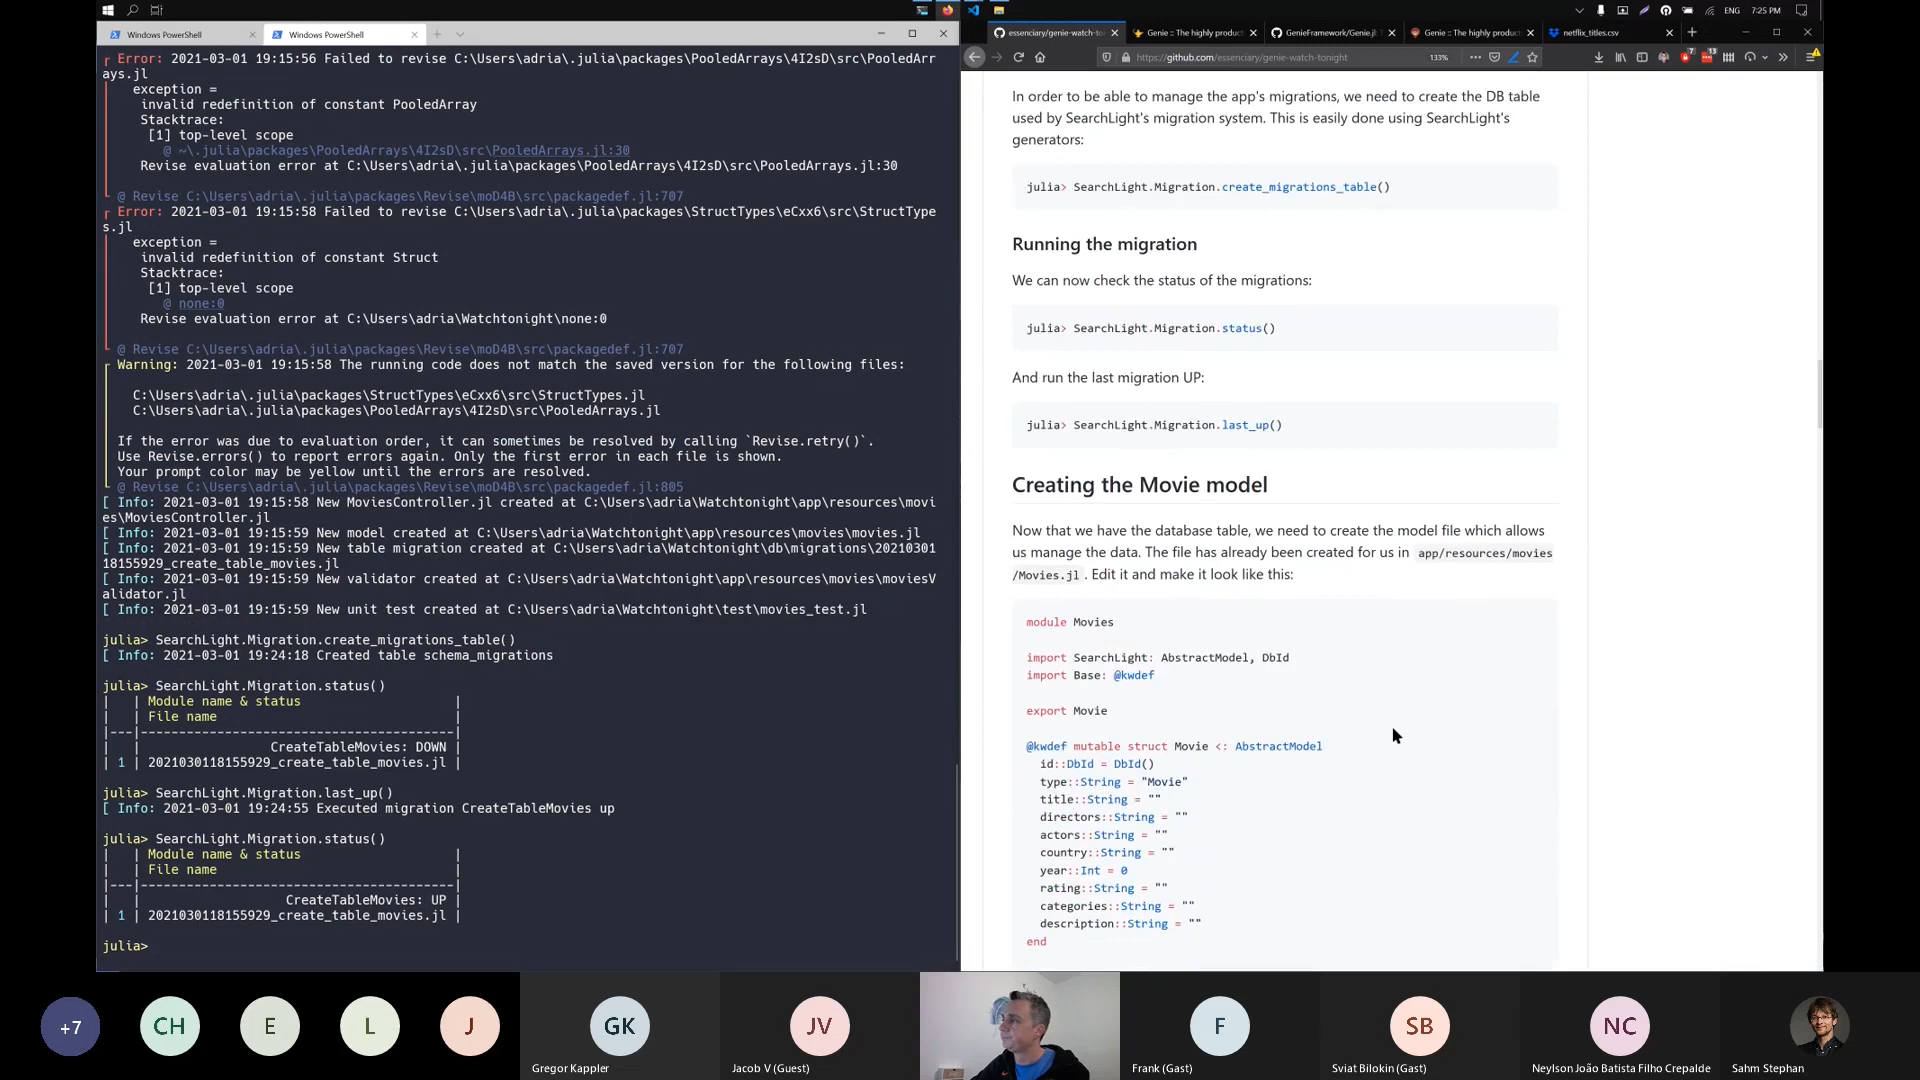 Windows PowerShell
Windows PowerShell
ENG
7:25 PM
essenciary/genie-watch-to
Genie :: The highly product
GenieFramework/Genie.jl:
Genie :: The highly product
netflix_titles.csv
https://github.com/essenciary/genie-watch-tonight
133%
7
13
┌ Error: 2021-03-01 19:15:56 Failed to revise C:\Users\adria\.julia\packages\PooledArrays\4I2sD\src\PooledArr
ays.jl
exception =
invalid redefinition of constant PooledArray
Stacktrace:
[1] top-level scope
@ ~\.julia\packages\PooledArrays\4I2sD\src\PooledArrays.jl:30
Revise evaluation error at C:\Users\adria\.julia\packages\PooledArrays\4I2sD\src\PooledArrays.jl:30
@ Revise C:\Users\adria\.julia\packages\Revise\moD4B\src\packagedef.jl:707
┌ Error: 2021-03-01 19:15:58 Failed to revise C:\Users\adria\.julia\packages\StructTypes\eCxx6\src\StructType
s.jl
exception =
invalid redefinition of constant Struct
Stacktrace:
[1] top-level scope
@ none:0
Revise evaluation error at C:\Users\adria\Watchtonight\none:0
@ Revise C:\Users\adria\.julia\packages\Revise\moD4B\src\packagedef.jl:707
┌ Warning: 2021-03-01 19:15:58 The running code does not match the saved version for the following files:
C:\Users\adria\.julia\packages\StructTypes\eCxx6\src\StructTypes.jl
C:\Users\adria\.julia\packages\PooledArrays\4I2sD\src\PooledArrays.jl
If the error was due to evaluation order, it can sometimes be resolved by calling `Revise.retry()`.
Use Revise.errors() to report errors again. Only the first error in each file is shown.
Your prompt color may be yellow until the errors are resolved.
@ Revise C:\Users\adria\.julia\packages\Revise\moD4B\src\packagedef.jl:805
[ Info: 2021-03-01 19:15:58 New MoviesController.jl created at C:\Users\adria\Watchtonight\app\resources\movi
es\MoviesController.jl
[ Info: 2021-03-01 19:15:59 New model created at C:\Users\adria\Watchtonight\app\resources\movies\movies.jl
[ Info: 2021-03-01 19:15:59 New table migration created at C:\Users\adria\Watchtonight\db\migrations\20210301
18155929_create_table_movies.jl
[ Info: 2021-03-01 19:15:59 New validator created at C:\Users\adria\Watchtonight\app\resources\movies\moviesV
alidator.jl
[ Info: 2021-03-01 19:15:59 New unit test created at C:\Users\adria\Watchtonight\test\movies_test.jl
julia> SearchLight.Migration.create_migrations_table()
[ Info: 2021-03-01 19:24:18 Created table schema_migrations
julia> SearchLight.Migration.status()
| | Module name & status |
| | File name |
|---|-----------------------------------------|
| | CreateTableMovies: DOWN |
| 1 | 2021030118155929_create_table_movies.jl |
julia> SearchLight.Migration.last_up()
[ Info: 2021-03-01 19:24:55 Executed migration CreateTableMovies up
julia> SearchLight.Migration.status()
| | Module name & status |
| | File name |
|---|-----------------------------------------|
| | CreateTableMovies: UP |
| 1 | 2021030118155929_create_table_movies.jl |
julia>
In order to be able to manage the app's migrations, we need to create the DB table
used by SearchLight's migration system. This is easily done using SearchLight's
generators:
julia> SearchLight.Migration.create_migrations_table()
Running the migration
We can now check the status of the migrations:
julia> SearchLight.Migration.status()
And run the last migration UP:
julia> SearchLight.Migration.last_up()
Creating the Movie model
Now that we have the database table, we need to create the model file which allows
us manage the data. The file has already been created for us in app/resources/movies
/Movies.jl . Edit it and make it look like this:
module Movies
import SearchLight: AbstractModel, DbId
import Base: @kwdef
export Movie
@kwdef mutable struct Movie <: AbstractModel
id::DbId = DbId()
type::String = "Movie"
title::String = ""
directors::String = ""
actors::String = ""
country::String = ""
year::Int = 0
rating::String = ""
categories::String = ""
description::String = ""
end
+7
CH
E
L
J
GK
Gregor Kappler
JV
Jacob V (Guest)
F
Frank (Gast)
SB
Sviat Bilokin (Gast)
NC
Neylson João Batista Filho Crepalde
Sahm Stephan